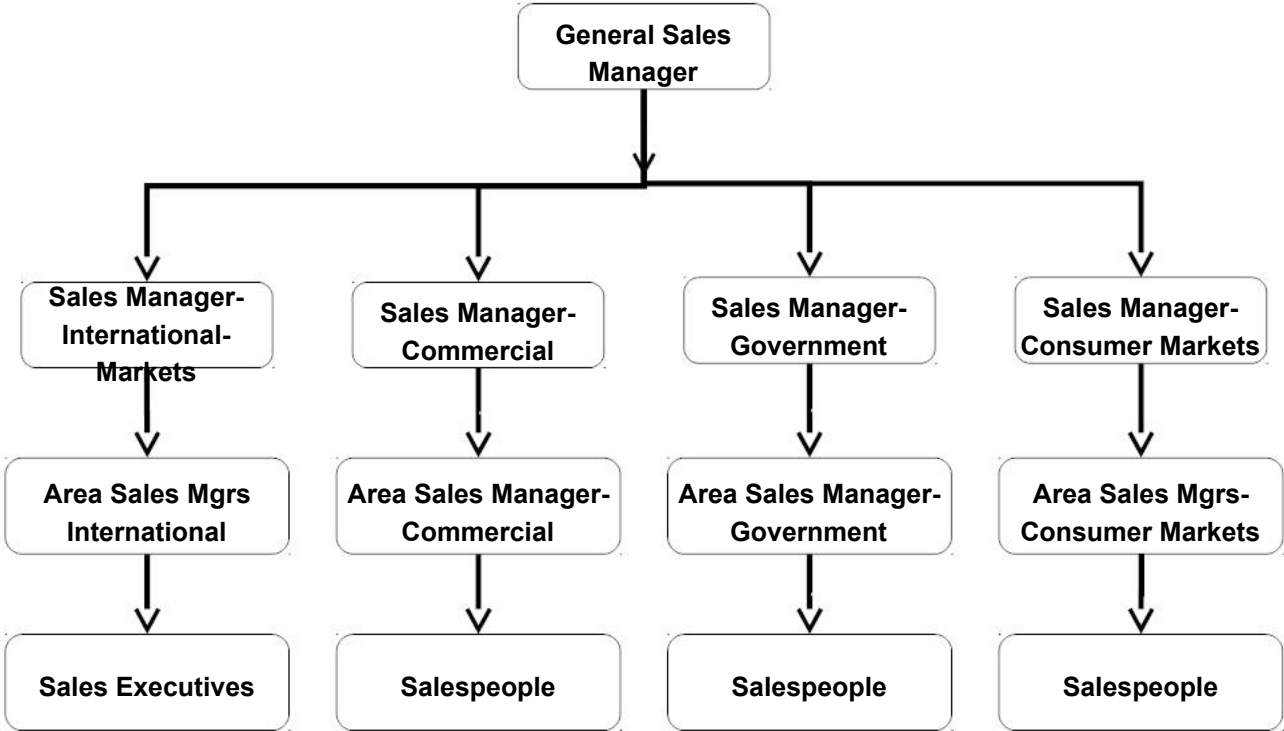 General Sales
Manager
Sales Manager-
International-
Markets
Sales Manager-
Commercial
Sales Manager-
Government
Sales Manager-
Consumer Markets
Area Sales Mgrs
International
Area Sales Manager-
Commercial
Area Sales Manager-
Government
Area Sales Mgrs-
Consumer Markets
Sales Executives
Salespeople
Salespeople
Salespeople